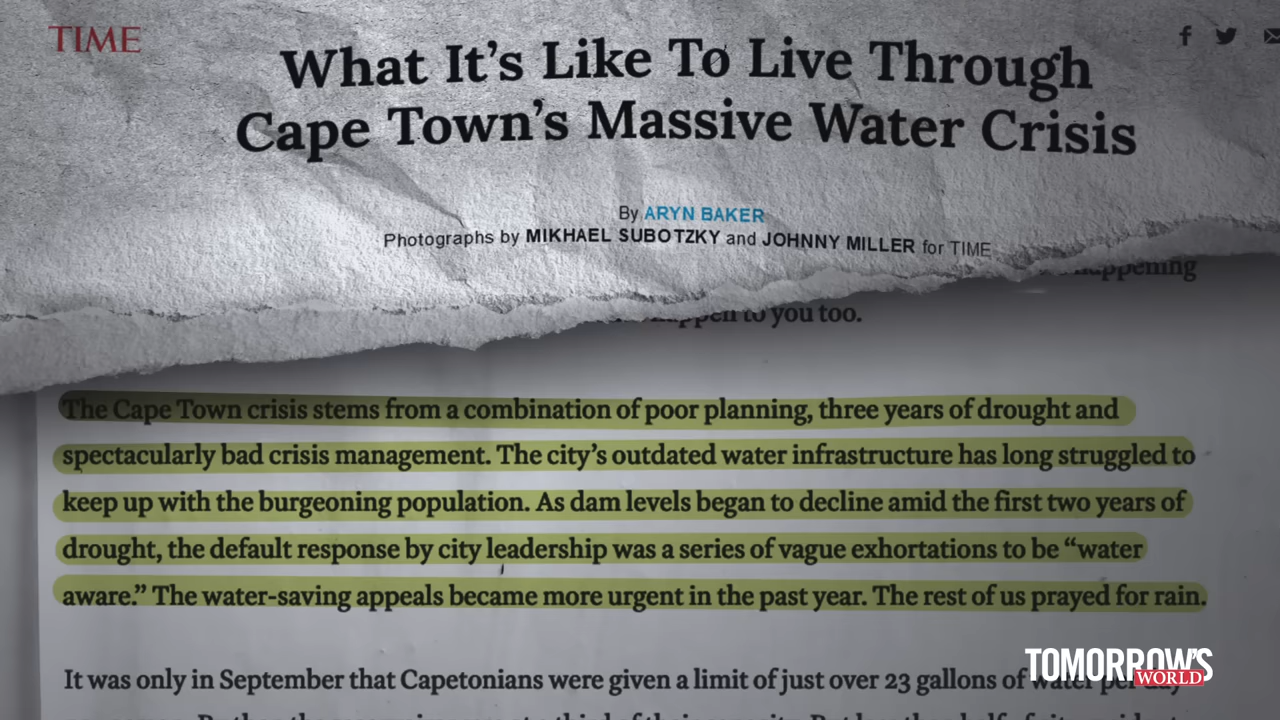 TIME
What It's Like To Live Through
Cape Town's Massive Water Crisis
By ARYN BAKER
Photographs by MIKHAEL SUBOTZKY and JOHNNY MILLER for TIME
happening
happen to you too.
The Cape Town crisis stems from a combination of poor planning, three years of drought and
spectacularly bad crisis management. The city's outdated water infrastructure has long struggled to
keep up with the burgeoning population. As dam levels began to decline amid the first two years of
drought, the default response by city leadership was a series of vague exhortations to be “water
aware.” The water-saving appeals became more urgent in the past year. The rest of us prayed for rain.
It was only in September that Capetonians were given a limit of just over 23 gallons of water per day
TOMORROW'S
WORLD